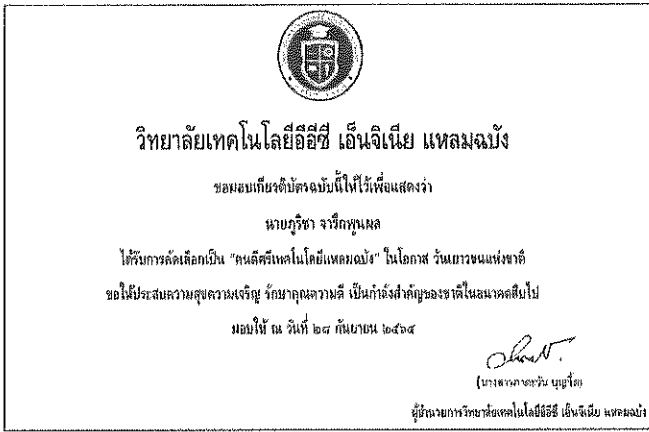 วิทยาลัยเทคโนโลยีอีอีซี เอ็นจิเนีย แหลมฉบัง
ขอมอบเกียรติบัตรฉบับนี้ให้ไว้เพื่อแสดงว่า
นายภูริชา จารึกพูนผล
ได้รับการคัดเลือกเป็น "คนดีศรีเทคโนโลยีแหลมฉบัง" ในโอกาส วันเยาวชนแห่งชาติ
ขอให้ประสบความสุขความเจริญ รักษาคุณความดี เป็นกำลังสำคัญของชาติในอนาคตสืบไป
มอบให้ ณ วันที่ ๒๘ กันยายน ๒๕๖๔
ผู้อำนวยการวิทยาลัยเทคโนโลยีอีอีซี เอ็นจิเนีย แหลมฉบัง